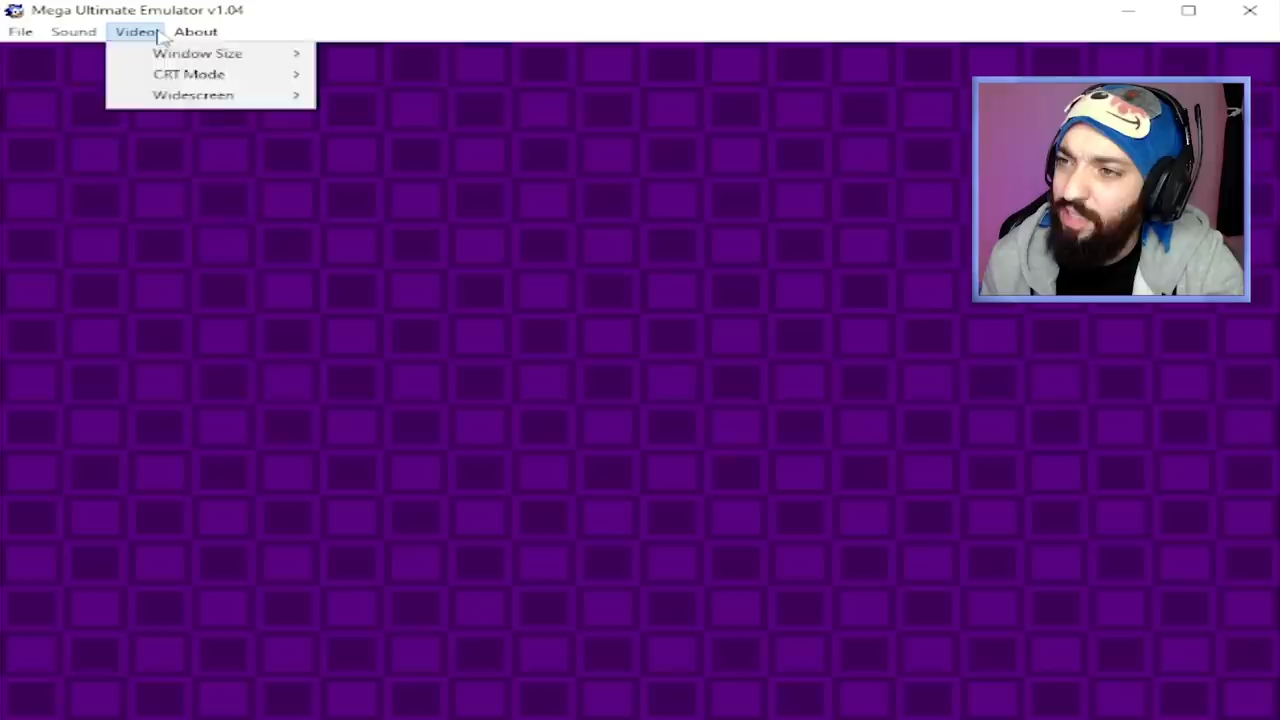 Mega Ultimate Emulator v1.04
File Sound Video About
Window Size
CRT Mode
Widescreen